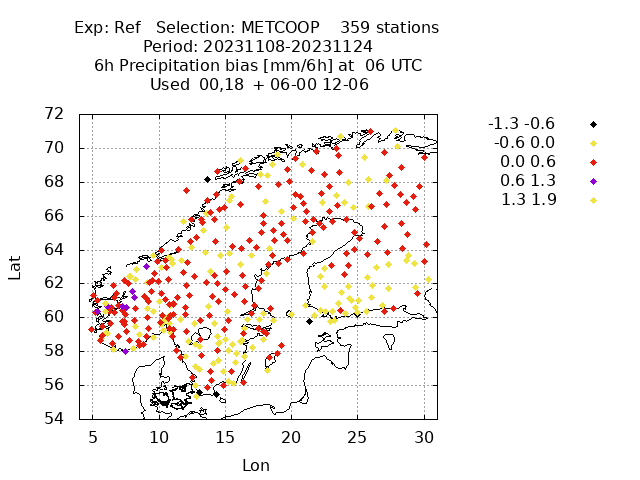 Exp: Ref   Selection: METCOOP    359 stations
Period: 20231108-20231124
6h Precipitation bias [mm/6h] at  06 UTC
Used  00,18  + 06-00 12-06
72
70
68
66
64
62
60
58
56
54
Lat
5 10 15 20 25 30
Lon
-1.3 -0.6
-0.6 0.0
0.0 0.6
0.6 1.3
1.3 1.9